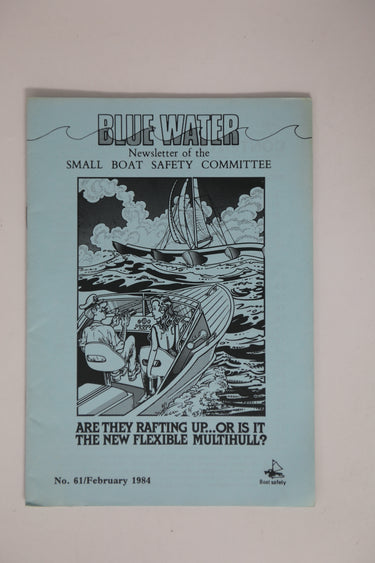 BLUE WATER
Newsletter of the
SMALL BOAT SAFETY COMMITTEE
ARE THEY RAFTING UP...OR IS IT
THE NEW FLEXIBLE MULTIHULL?
No. 61/February 1984
Boat safety